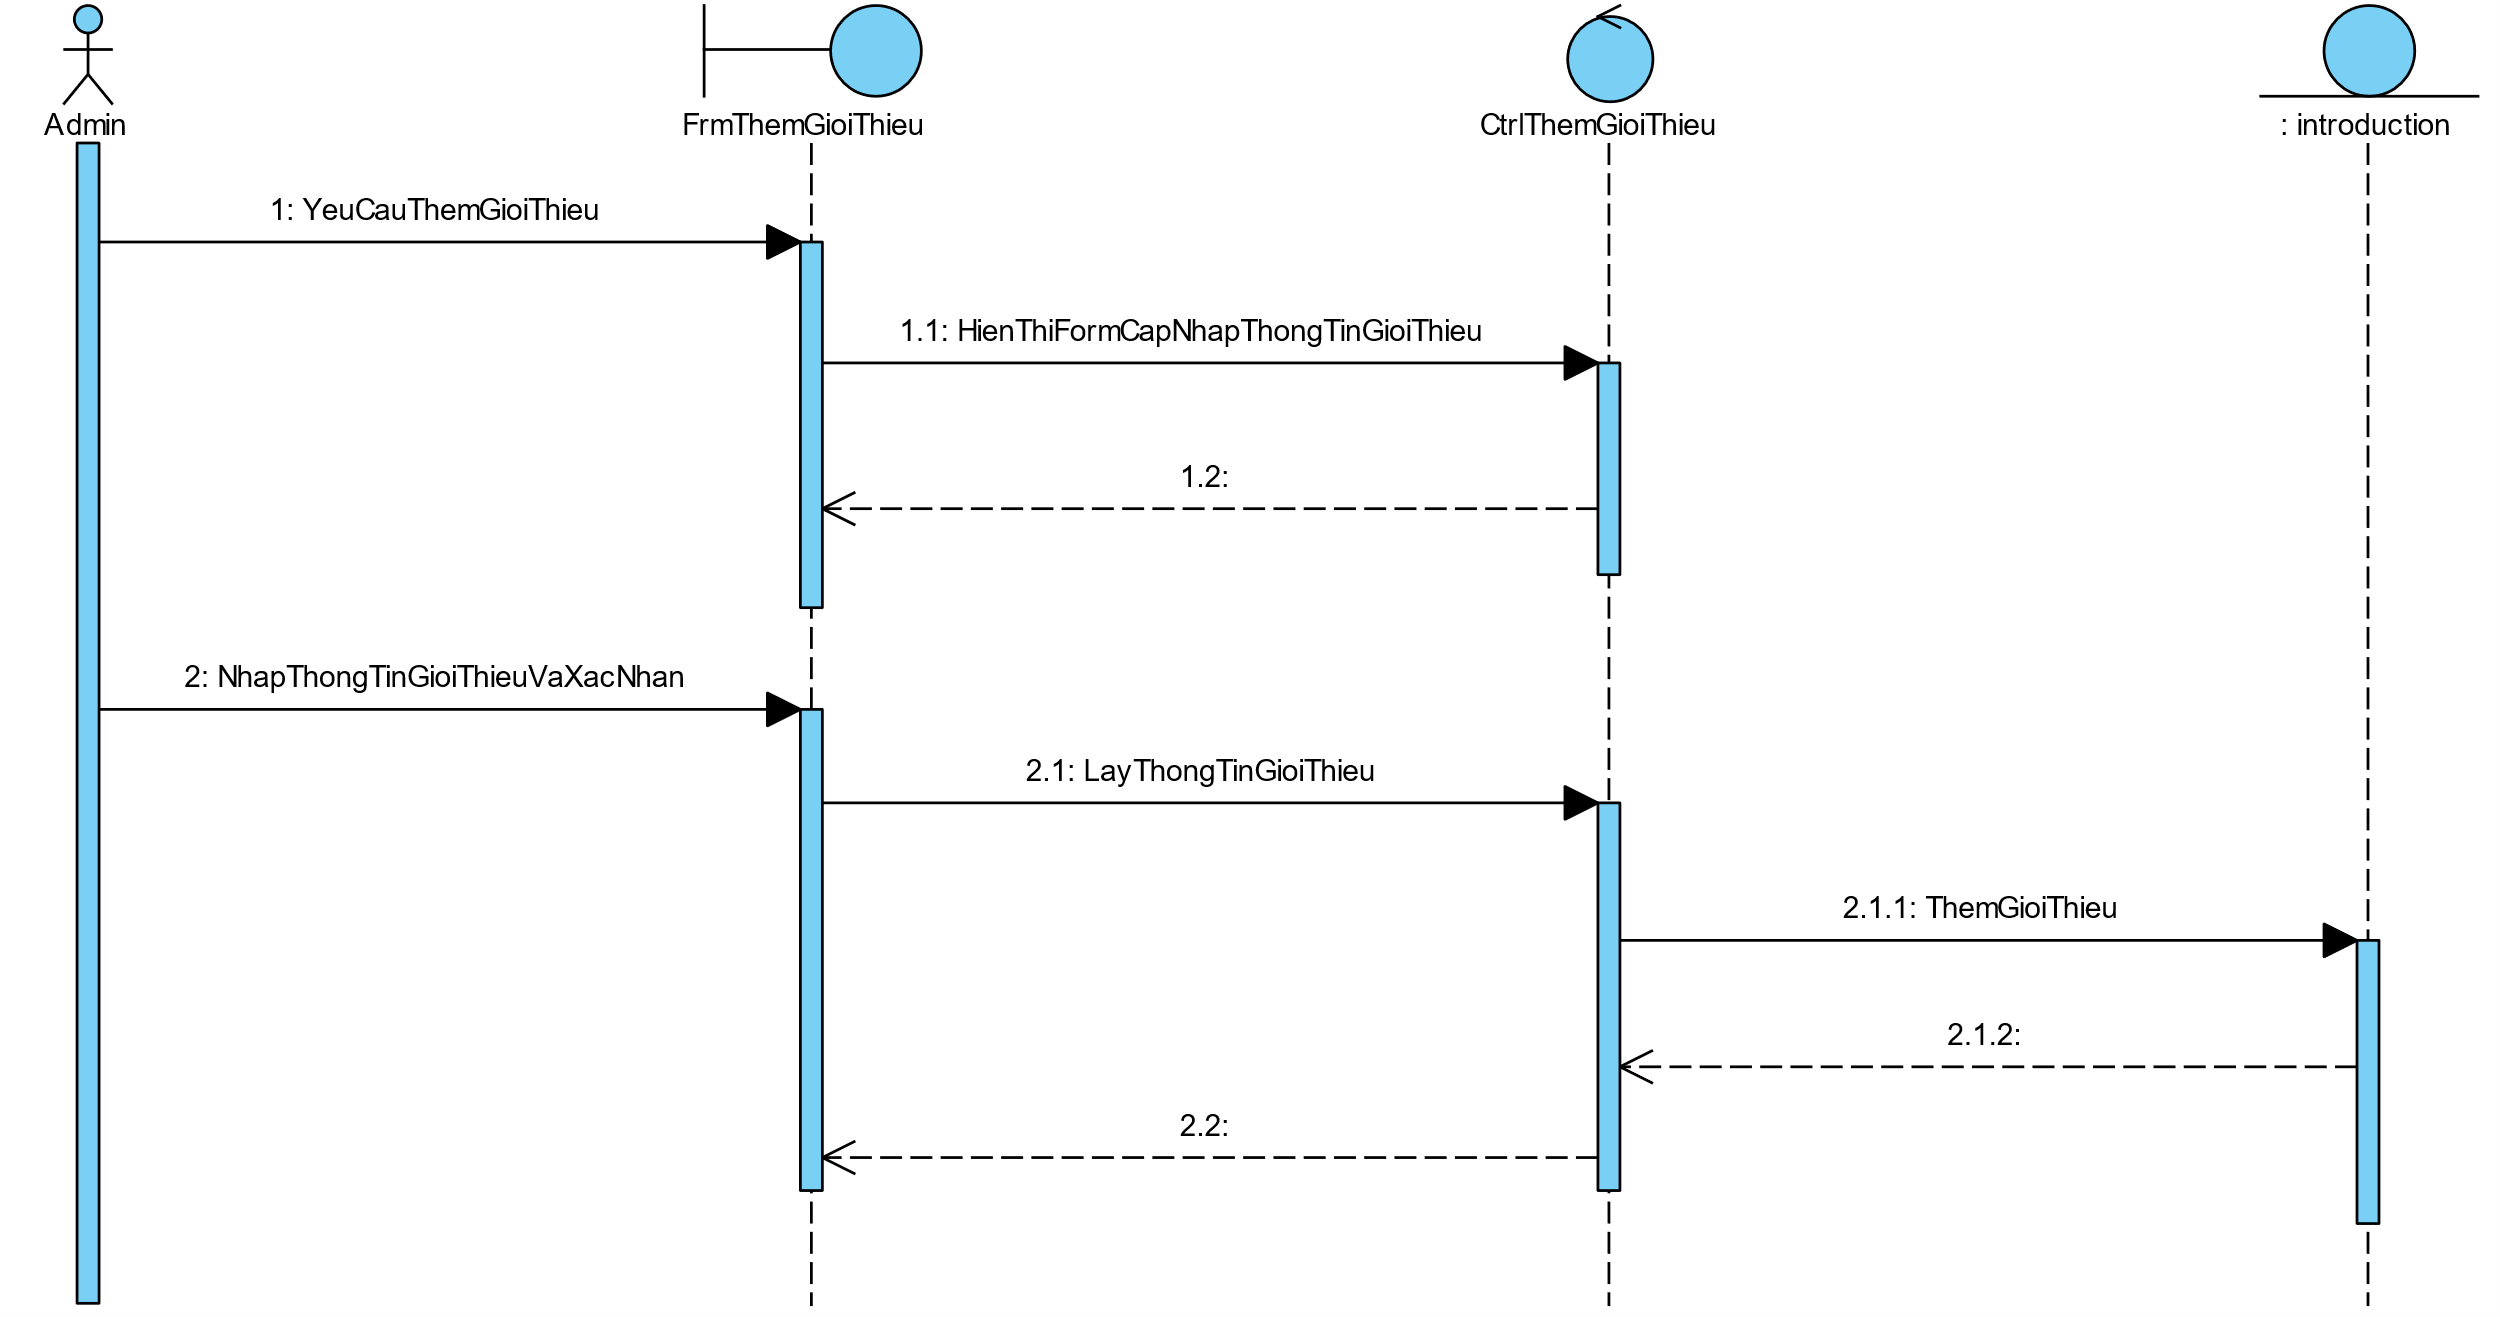 Admin
FrmThemGioiThieu
CtrlThemGioiThieu
: introduction
1: YeuCauThemGioiThieu
1.1: HienThiFormCapNhapThongTinGioiThieu
1.2:
2: NhapThongTinGioiThieuVaXacNhan
2.1: LayThongTinGioiThieu
2.1.1: ThemGioiThieu
2.1.2:
2.2: